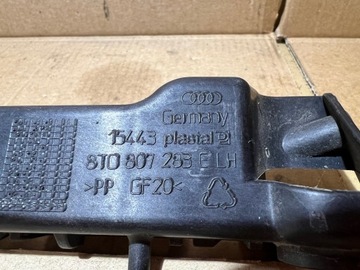 Germany
15443 plastal
8T0 807 283 E LH
>PP GF20<